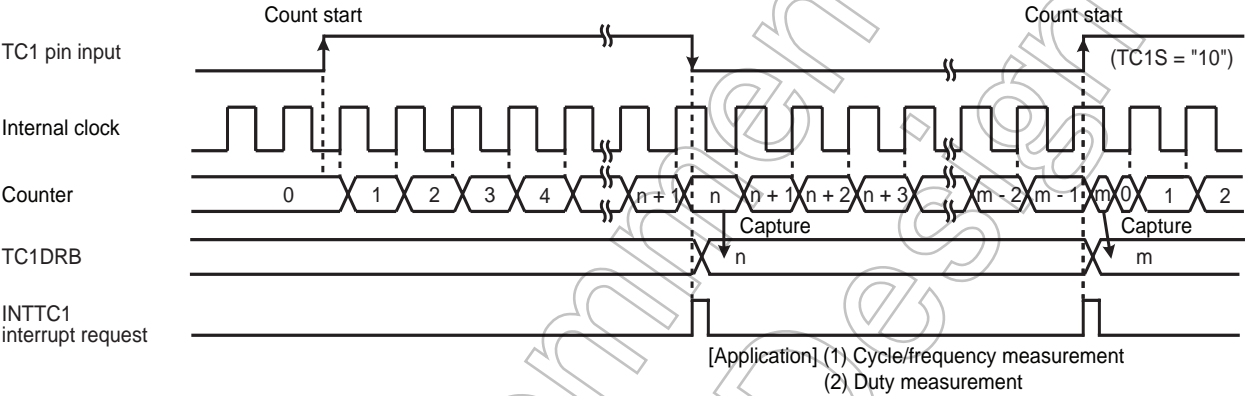 Count start Count start
TC1 pin input (TC1S = "10")
Internal clock
Counter 0 1 2 3 4 n + 1 n n + 1 n + 2 n + 3 m - 2 m - 1 m 0 1 2
Capture Capture
TC1DRB n m
INTTC1
interrupt request
[Application] (1) Cycle/frequency measurement
(2) Duty measurement